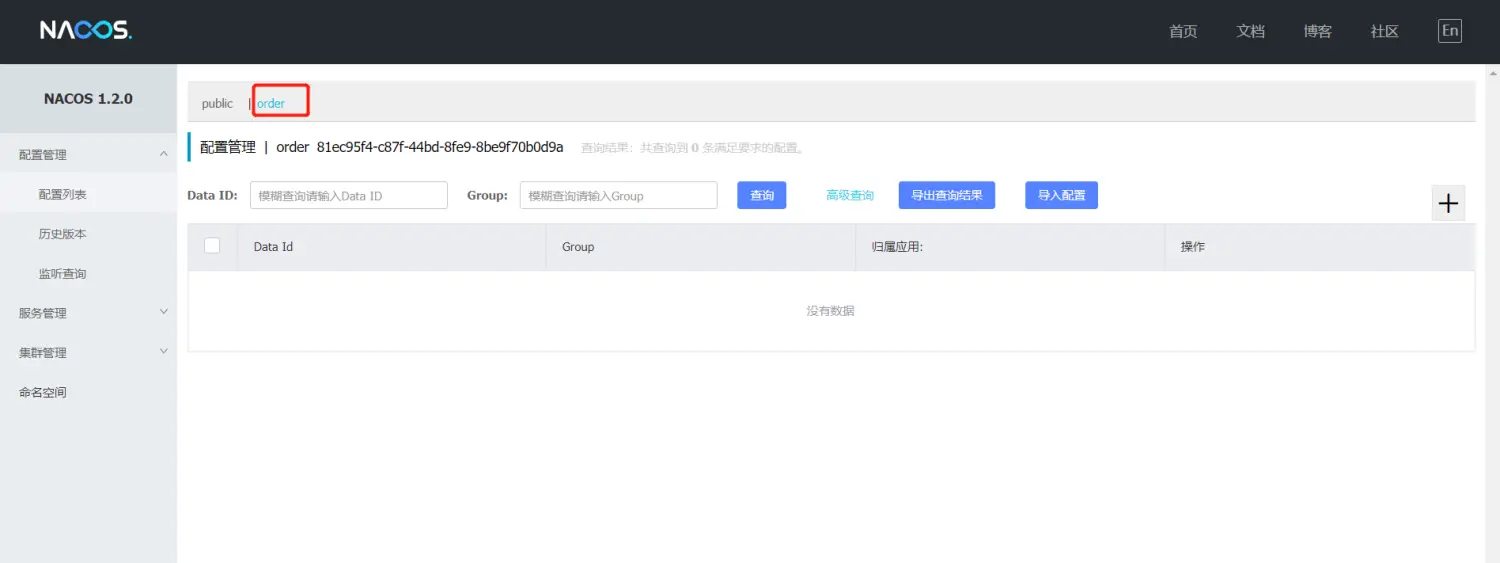 NACOS.
首页 文档 博客 社区 En
NACOS 1.2.0
配置管理
配置列表
历史版本
监听查询
服务管理
集群管理
命名空间
public | order
配置管理 | order 81ec95f4-c87f-44bd-8fe9-8be9f70b0d9a 查询结果：共查询到 0 条满足要求的配置。
Data ID: 模糊查询请输入Data ID Group: 模糊查询请输入Group 查询 高级查询 导出查询结果 导入配置
Data Id Group 归属应用: 操作
没有数据